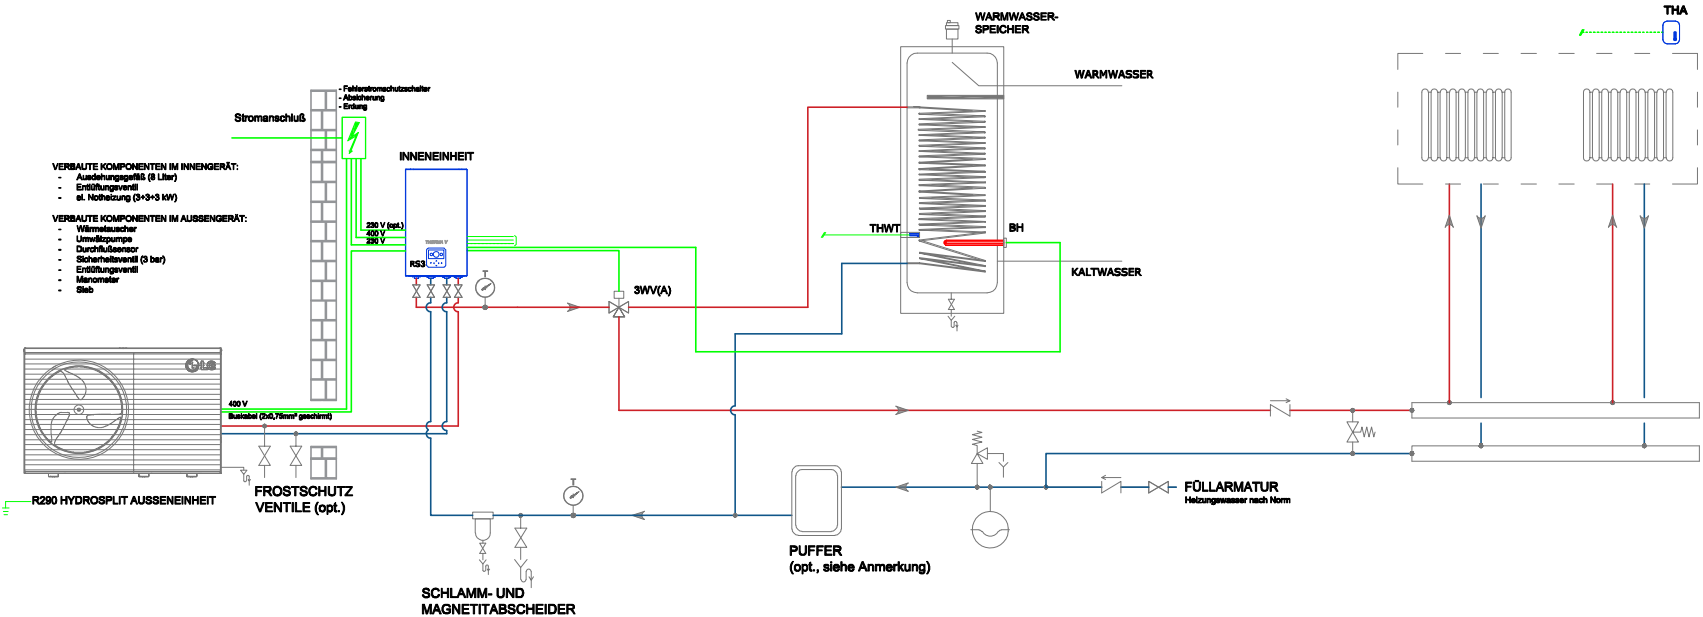 THA
WARMWASSER-
SPEICHER
WARMWASSER
- Fehlerstromschutzschalter
- Absicherung
- Erdung
Stromanschluß
INNENEINHEIT
VERBAUTE KOMPONENTEN IM INNENGERÄT:
- Ausdehungsgefäß (8 Liter)
- Entlüftungsventil
- el. Notheizung (3+3+3 kW)
VERBAUTE KOMPONENTEN IM AUSSENGERÄT:
- Wärmetauscher
- Umwälzpumpe
- Durchflußsensor
- Sicherheitsventil (3 bar)
- Entlüftungsventil
- Manometer
- Sieb
230 V (opt.)
400 V
230 V
THERMA V
RS3
THWT
BH
KALTWASSER
T
3WV(A)
LG
400 V
Buskabel (2x0,75mm² geschirmt)
R290 HYDROSPLIT AUSSENEINHEIT
FROSTSCHUTZ
VENTILE (opt.)
T
SCHLAMM- UND
MAGNETITABSCHEIDER
PUFFER
(opt., siehe Anmerkung)
FÜLLARMATUR
Heizungswasser nach Norm